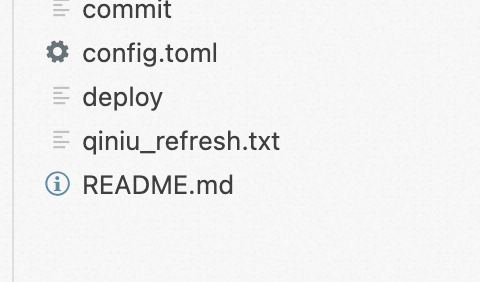 commit
config.toml
deploy
qiniu_refresh.txt
README.md